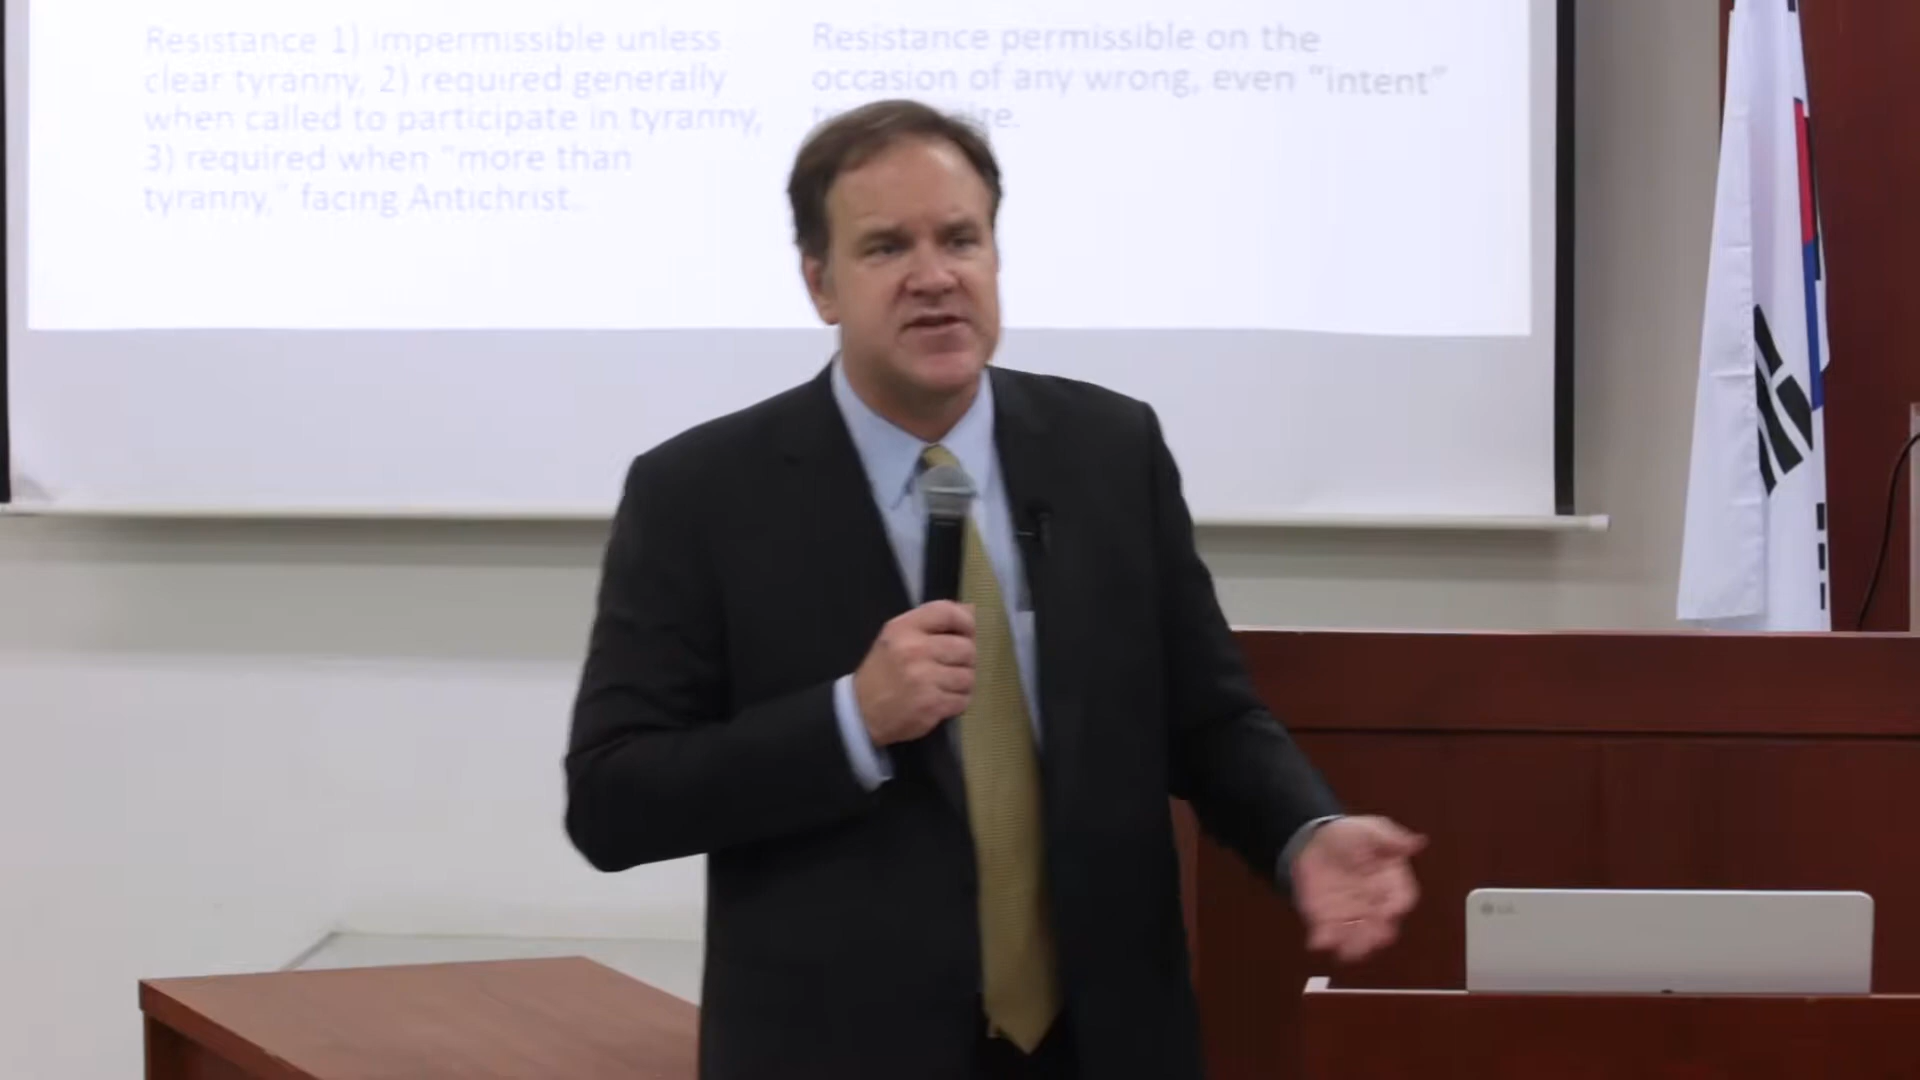 Resistance 1) impermissible unless
clear tyranny, 2) required generally
when called to participate in tyranny,
3) required when "more than
tyranny," facing Antichrist.
Resistance permissible on the
occasion of any wrong, even "intent"
LG